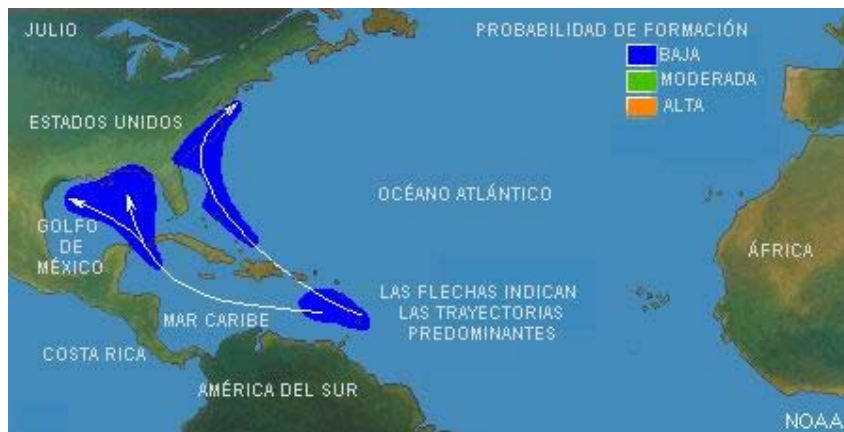 JULIO
PROBABILIDAD DE FORMACIÓN
BAJA
MODERADA
ALTA
ESTADOS UNIDOS
OCÉANO ATLÁNTICO
GOLFO
DE
MÉXICO
ÁFRICA
LAS FLECHAS INDICAN
LAS TRAYECTORIAS
PREDOMINANTES
MAR CARIBE
COSTA RICA
AMÉRICA DEL SUR
NOAA